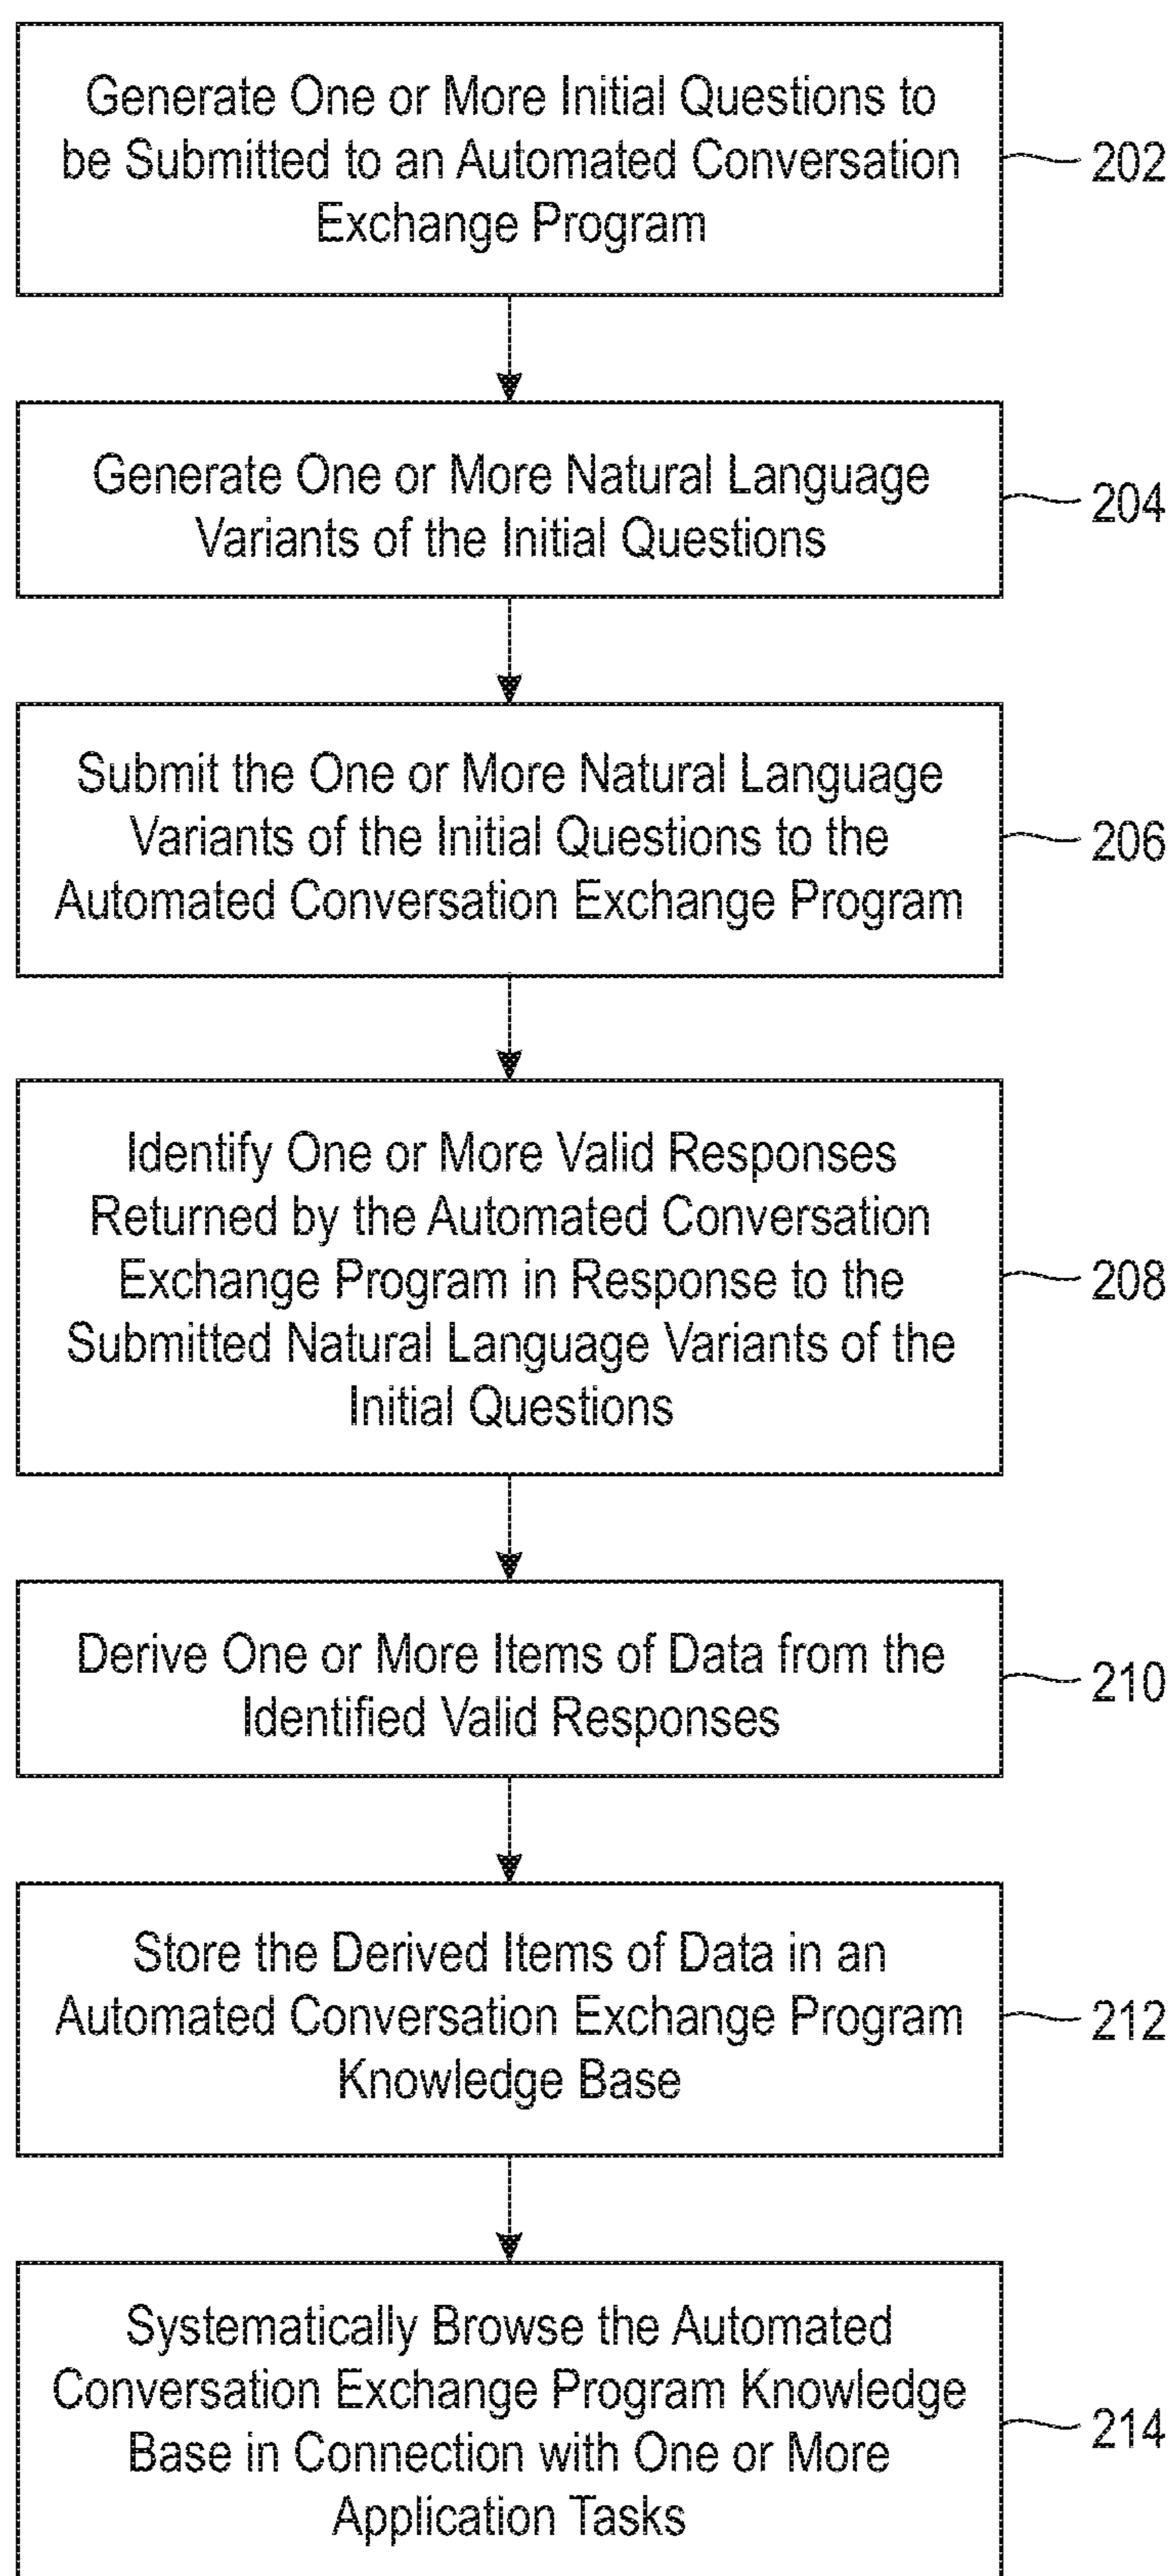 Generate One or More Initial Questions to
be Submitted to an Automated Conversation
Exchange Program
202
Generate One or More Natural Language
Variants of the Initial Questions
204
Submit the One or More Natural Language
Variants of the Initial Questions to the
Automated Conversation Exchange Program
206
Identify One or More Valid Responses
Returned by the Automated Conversation
Exchange Program in Response to the
Submitted Natural Language Variants of the
Initial Questions
208
Derive One or More Items of Data from the
Identified Valid Responses
210
Store the Derived Items of Data in an
Automated Conversation Exchange Program
Knowledge Base
212
Systematically Browse the Automated
Conversation Exchange Program Knowledge
Base in Connection with One or More
Application Tasks
214